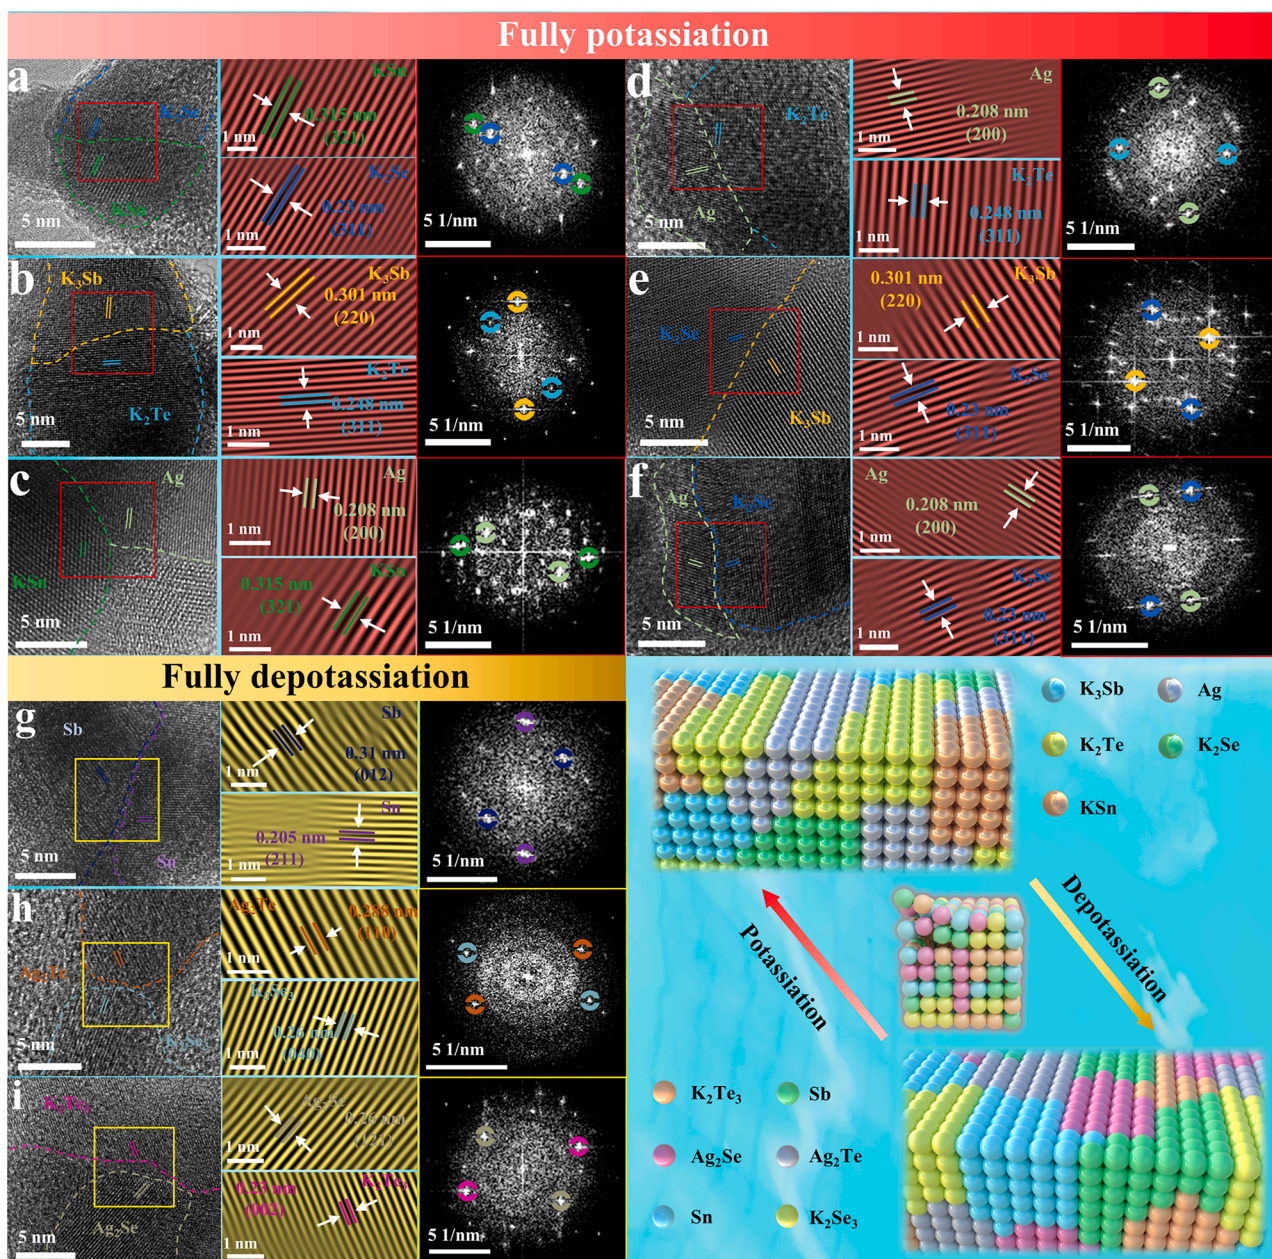 Fully potassiation
a
K₂Se
KSn
5 nm
KSn
0.315 nm
(321)
1 nm
K₂Se
0.23 nm
(311)
1 nm
5 1/nm
d
K₂Te
Ag
5 nm
Ag
0.208 nm
(200)
1 nm
K₂Te
0.248 nm
(311)
1 nm
5 1/nm
b
K₃Sb
K₂Te
5 nm
K₃Sb
0.301 nm
(220)
1 nm
K₂Te
0.248 nm
(311)
1 nm
5 1/nm
e
K₂Se
K₃Sb
5 nm
K₃Sb
0.301 nm
(220)
1 nm
K₂Se
0.23 nm
(311)
1 nm
5 1/nm
c
Ag
KSn
5 nm
Ag
0.208 nm
(200)
1 nm
KSn
0.315 nm
(321)
1 nm
5 1/nm
f
Ag
K₂Se
5 nm
Ag
0.208 nm
(200)
1 nm
K₂Se
0.23 nm
(311)
1 nm
5 1/nm
Fully depotassiation
g
Sb
Sn
5 nm
Sb
0.31 nm
(012)
1 nm
Sn
0.205 nm
(211)
1 nm
5 1/nm
h
Ag₂Te
K₂Se₃
5 nm
Ag₂Te
0.288 nm
(110)
1 nm
K₂Se₃
0.26 nm
(040)
1 nm
5 1/nm
i
K₂Te₃
Ag₂Se
5 nm
Ag₂Se
0.26 nm
(121)
1 nm
K₂Te₃
0.23 nm
(002)
1 nm
5 1/nm
K₃Sb
Ag
K₂Te
K₂Se
KSn
Potassiation
Depotassiation
K₂Te₃
Sb
Ag₂Se
Ag₂Te
Sn
K₂Se₃